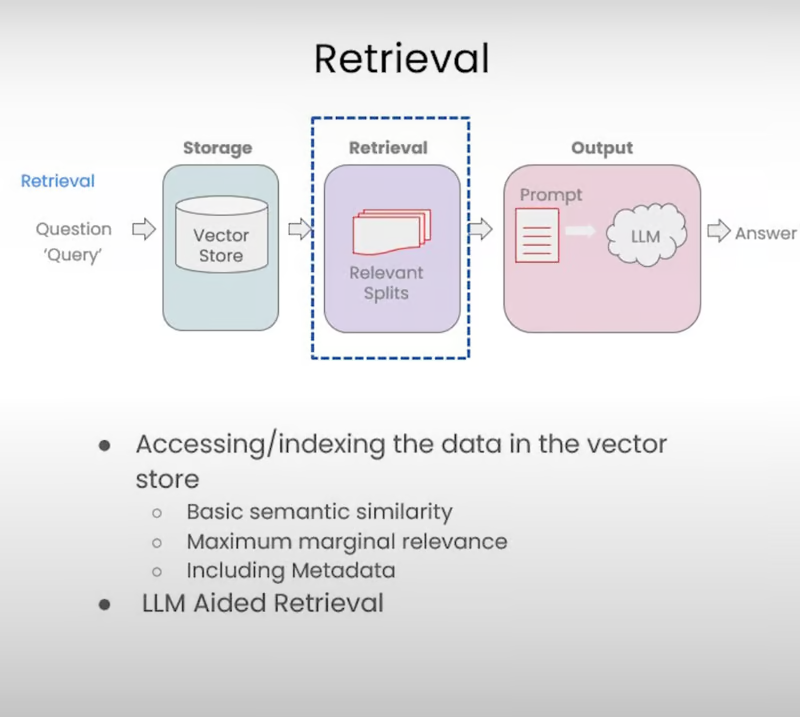 Retrieval
Storage
Retrieval
Output
Retrieval
Question
‘Query’
Vector
Store
Relevant
Splits
Prompt
LLM
Answer
● Accessing/indexing the data in the vector
store
○ Basic semantic similarity
○ Maximum marginal relevance
○ Including Metadata
● LLM Aided Retrieval